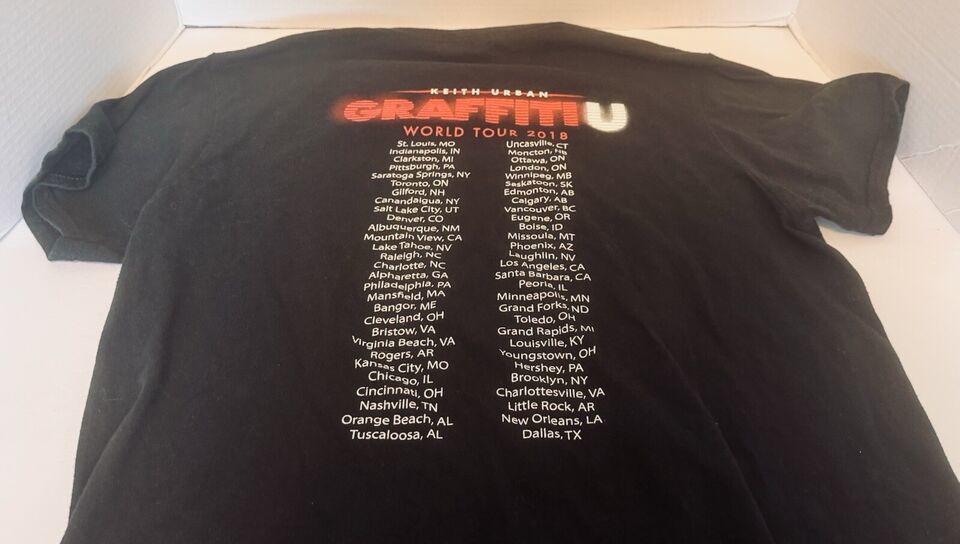 KEITH URBAN
GRAFFITI U
WORLD TOUR 2018
St. Louis, MO
Indianapolis, IN
Clarkston, MI
Pittsburgh, PA
Saratoga Springs, NY
Toronto, ON
Gilford, NH
Canandaigua, NY
Salt Lake City, UT
Denver, CO
Albuquerque, NM
Mountain View, CA
Lake Tahoe, NV
Raleigh, NC
Charlotte, NC
Alpharetta, GA
Philadelphia, PA
Mansfield, MA
Bangor, ME
Cleveland, OH
Bristow, VA
Virginia Beach, VA
Rogers, AR
Kansas City, MO
Chicago, IL
Cincinnati, OH
Nashville, TN
Orange Beach, AL
Tuscaloosa, AL
Uncasville, CT
Moncton, NB
Ottawa, ON
London, ON
Winnipeg, MB
Saskatoon, SK
Edmonton, AB
Calgary, AB
Vancouver, BC
Eugene, OR
Boise, ID
Missoula, MT
Phoenix, AZ
Laughlin, NV
Los Angeles, CA
Santa Barbara, CA
Peoria, IL
Minneapolis, MN
Grand Forks, ND
Toledo, OH
Grand Rapids, MI
Louisville, KY
Youngstown, OH
Hershey, PA
Brooklyn, NY
Charlottesville, VA
Little Rock, AR
New Orleans, LA
Dallas, TX